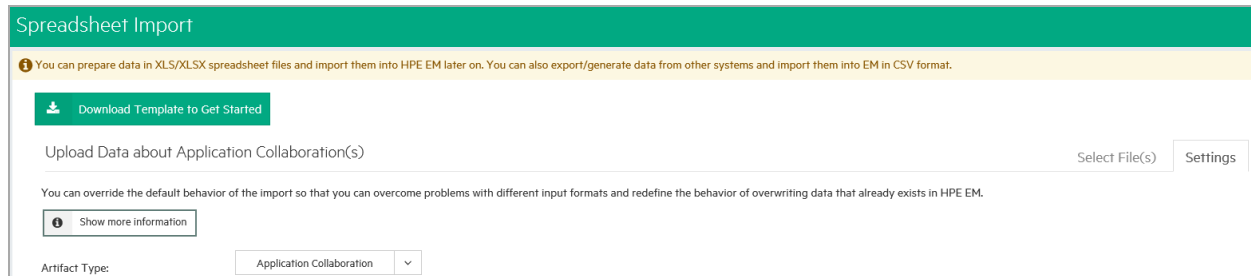 Spreadsheet Import
You can prepare data in XLS/XLSX spreadsheet files and import them into HPE EM later on. You can also export/generate data from other systems and import them into EM in CSV format.
Download Template to Get Started
Upload Data about Application Collaboration(s)
Select File(s) Settings
You can override the default behavior of the import so that you can overcome problems with different input formats and redefine the behavior of overwriting data that already exists in HPE EM.
Show more information
Artifact Type: Application Collaboration